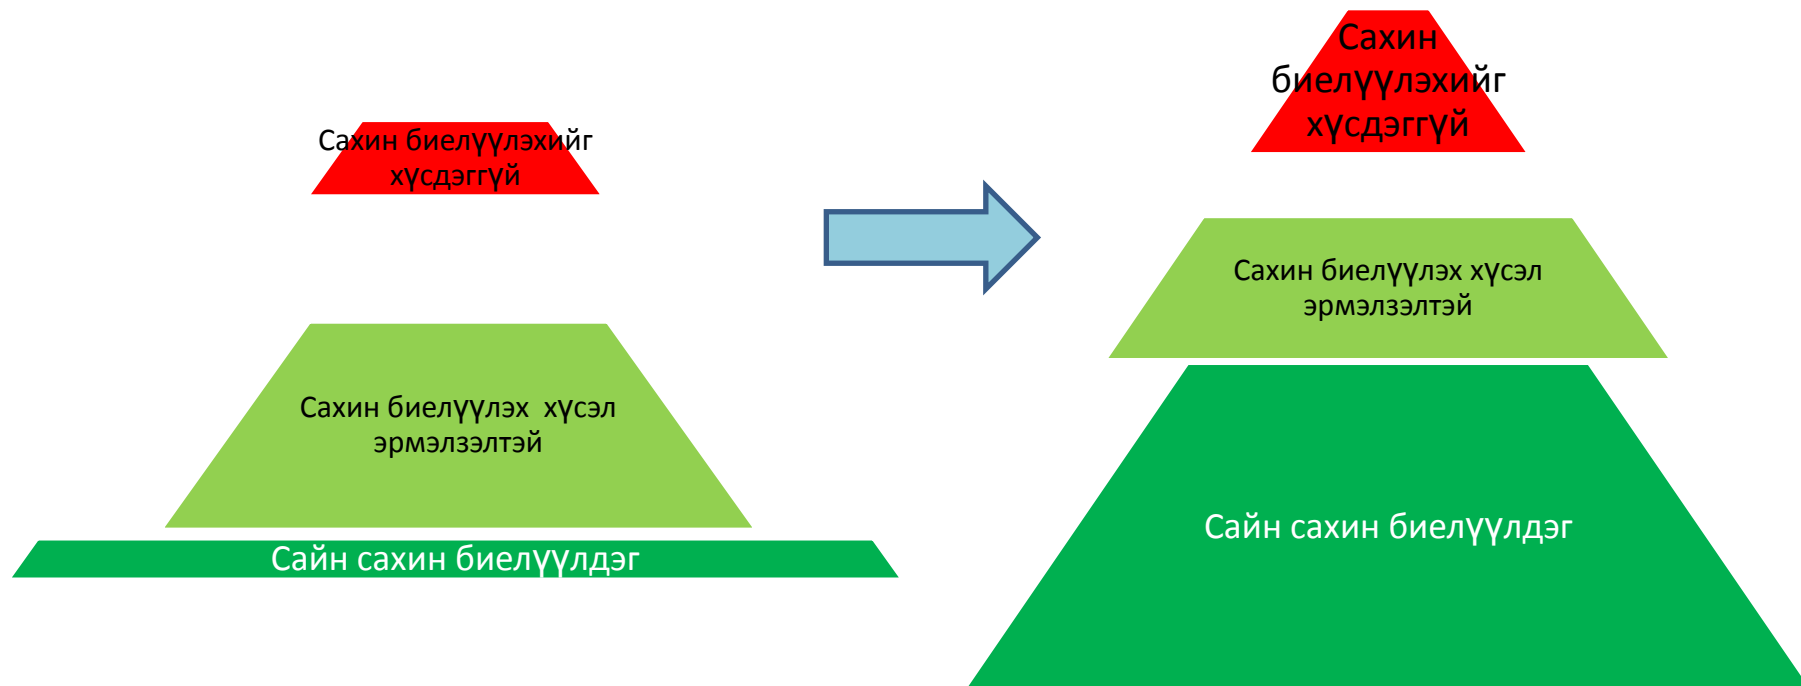 Сахин биелүүлэхийг
хүсдэггүй
Сахин биелүүлэх  хүсэл
эрмэлзэлтэй
Сайн сахин биелүүлдэг
Сахин
биелүүлэхийг
хүсдэггүй
Сахин биелүүлэх хүсэл
эрмэлзэлтэй
Сайн сахин биелүүлдэг